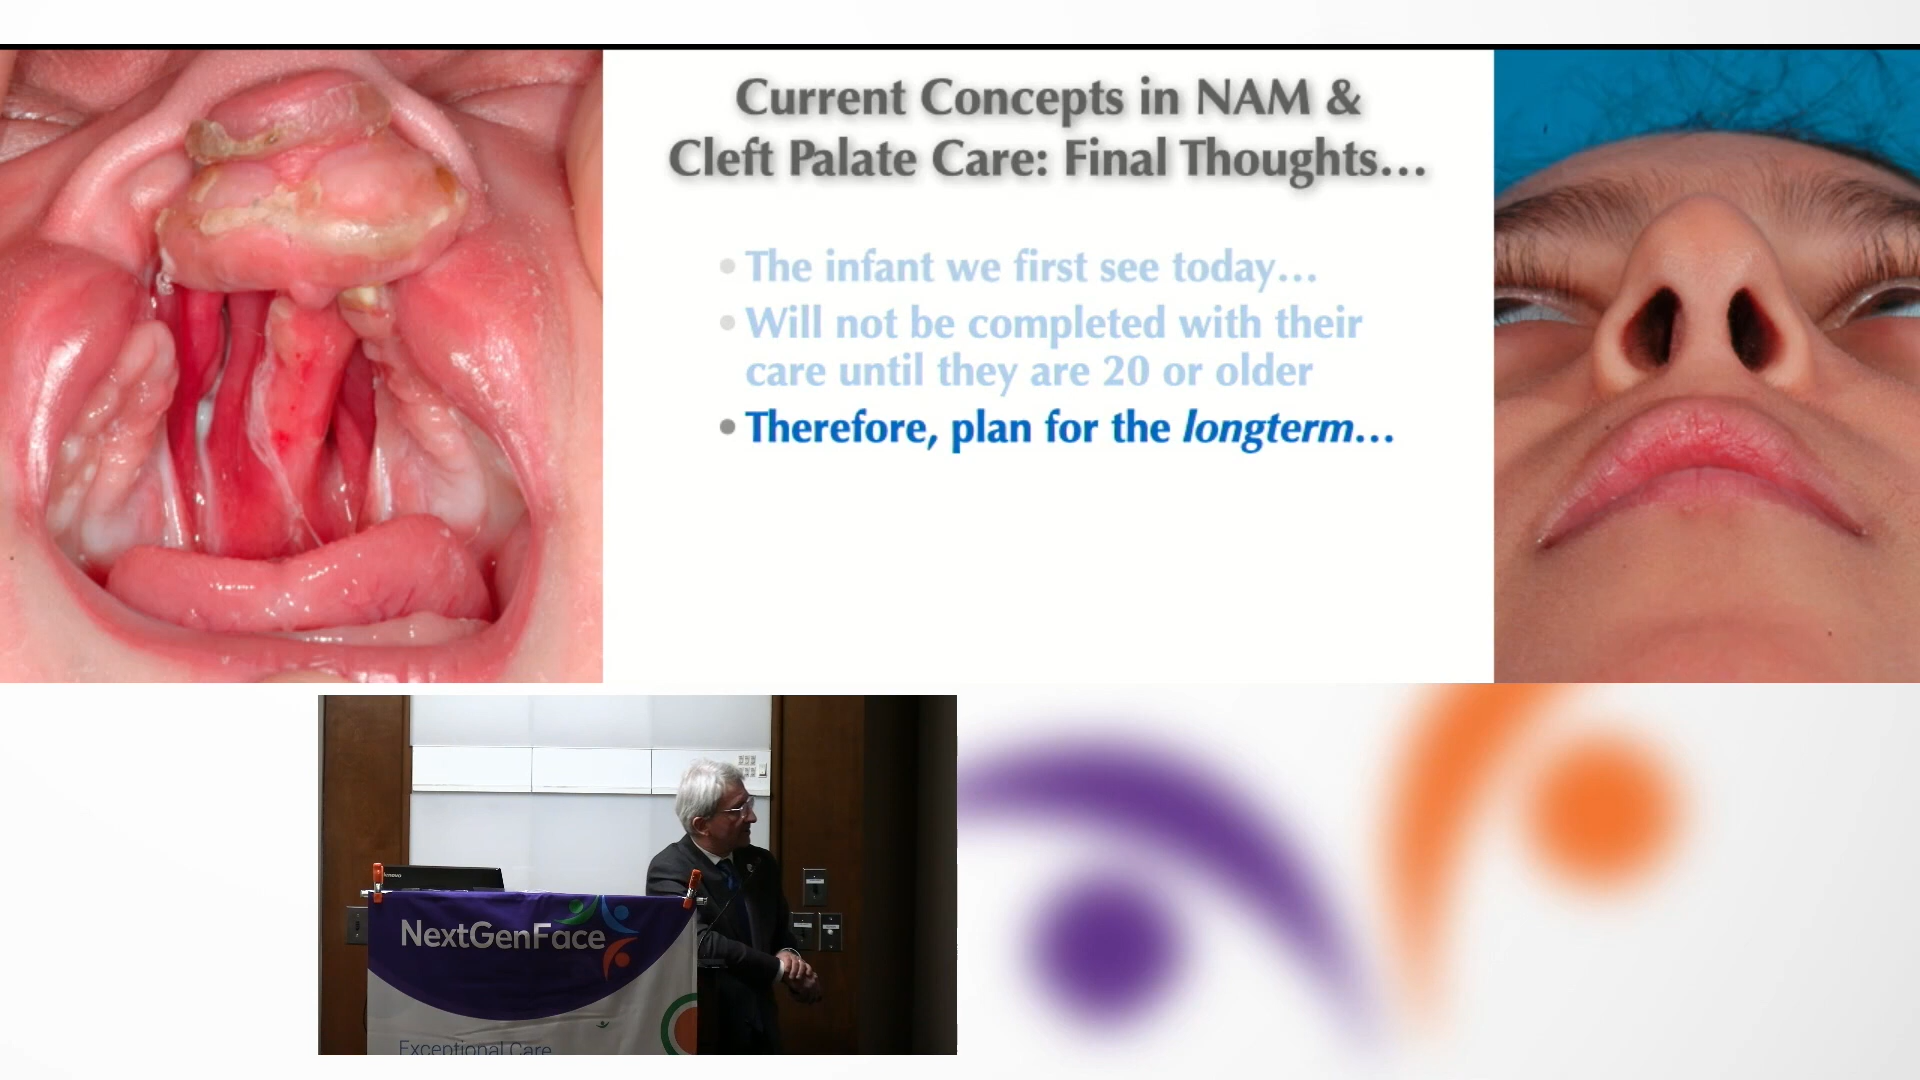 Current Concepts in NAM &
Cleft Palate Care: Final Thoughts…
• The infant we first see today…
• Will not be completed with their
care until they are 20 or older
• Therefore, plan for the longterm…
lenovo
NextGenFace
Exceptional Care